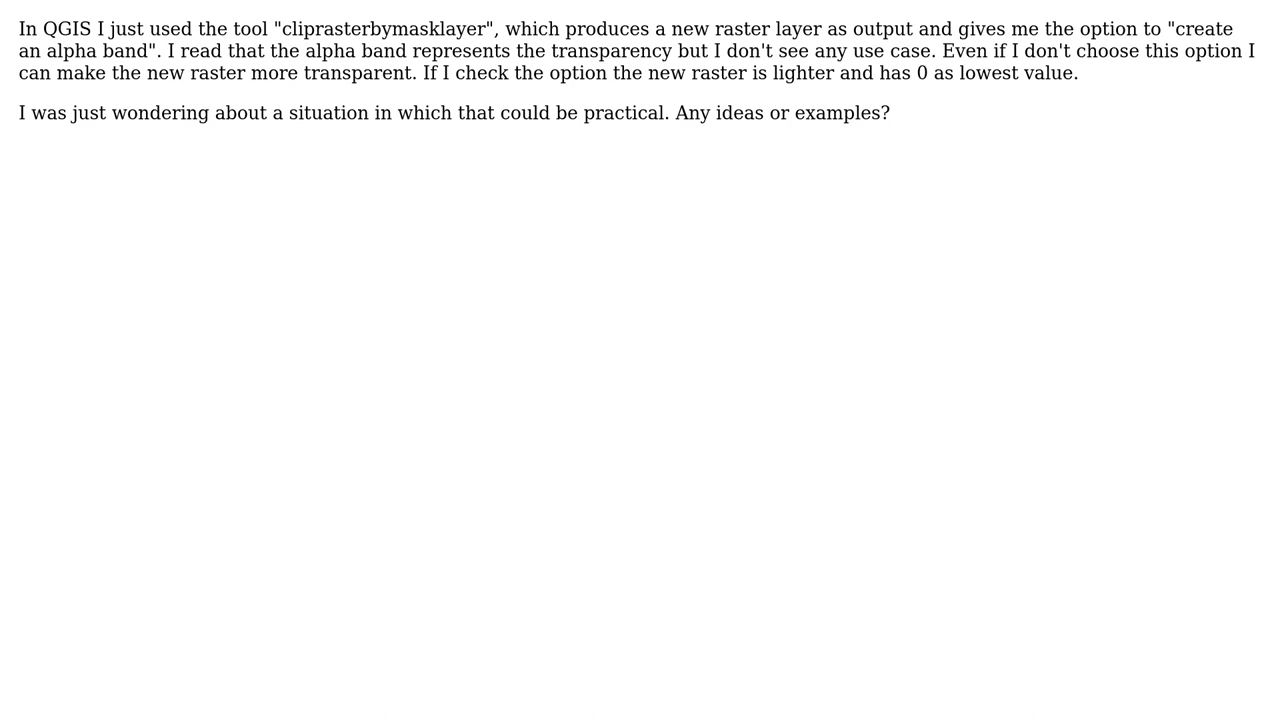 In QGIS I just used the tool "cliprasterbymasklayer", which produces a new raster layer as output and gives me the option to "create
an alpha band". I read that the alpha band represents the transparency but I don't see any use case. Even if I don't choose this option I
can make the new raster more transparent. If I check the option the new raster is lighter and has 0 as lowest value.
I was just wondering about a situation in which that could be practical. Any ideas or examples?